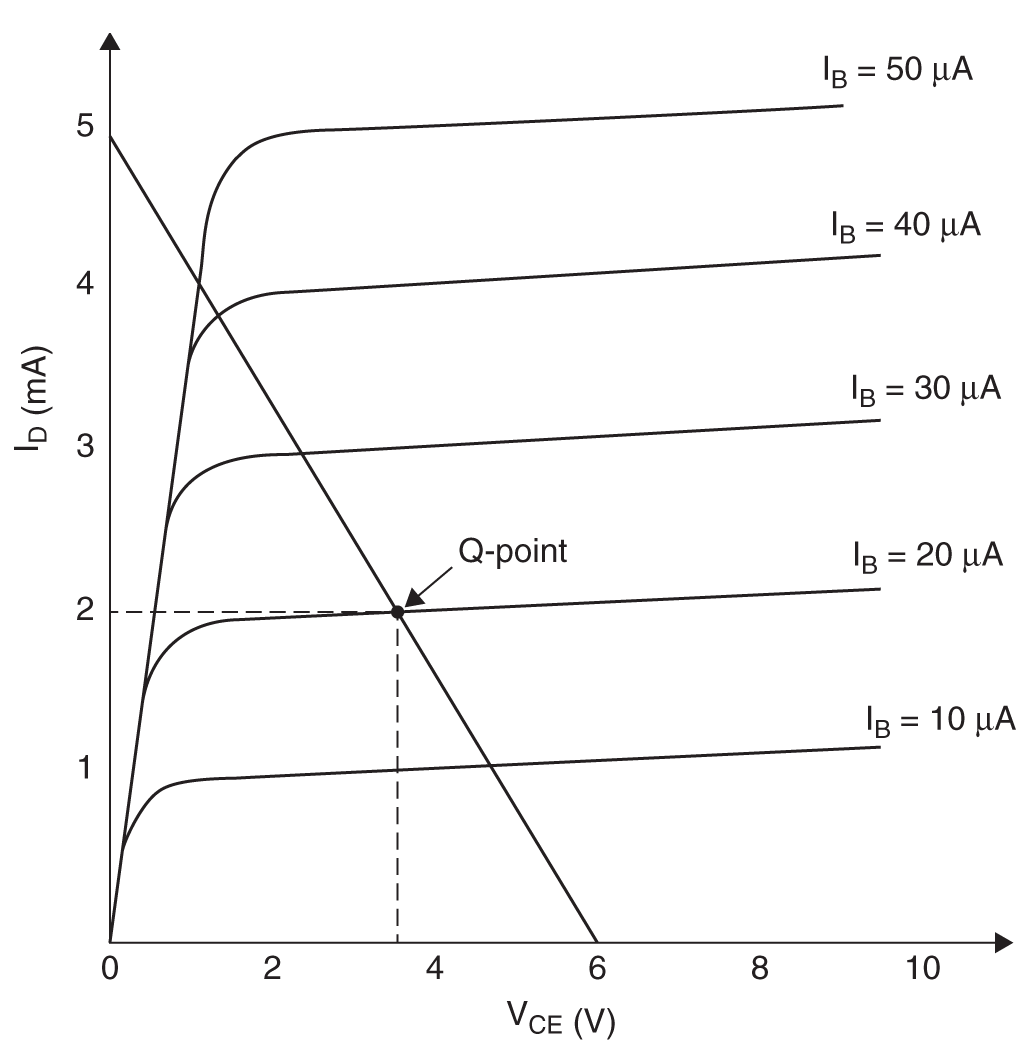 I_B = 50 μA
5
I_B = 40 μA
4
I_B = 30 μA
3
I_D (mA)
Q-point
I_B = 20 μA
2
I_B = 10 μA
1
0 2 4 6 8 10
V_CE (V)